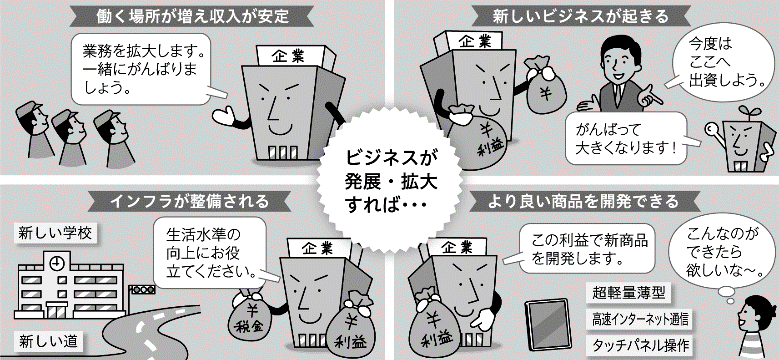 働く場所が増え収入が安定
業務を拡大します。
一緒にがんばりま
しょう。
企業
新しいビジネスが起きる
企業
¥
¥
利益
今度は
ここへ
出資しよう。
がんばって
大きくなります!
ビジネスが
発展・拡大
すれば・・・
インフラが整備される
新しい学校
新しい道
生活水準の
向上にお役
立てください。
企業
¥
税金
¥
利益
より良い商品を開発できる
企業
¥
利益
この利益で新商品
を開発します。
超軽量薄型
高速インターネット通信
タッチパネル操作
こんなのが
できたら
欲しいな〜。